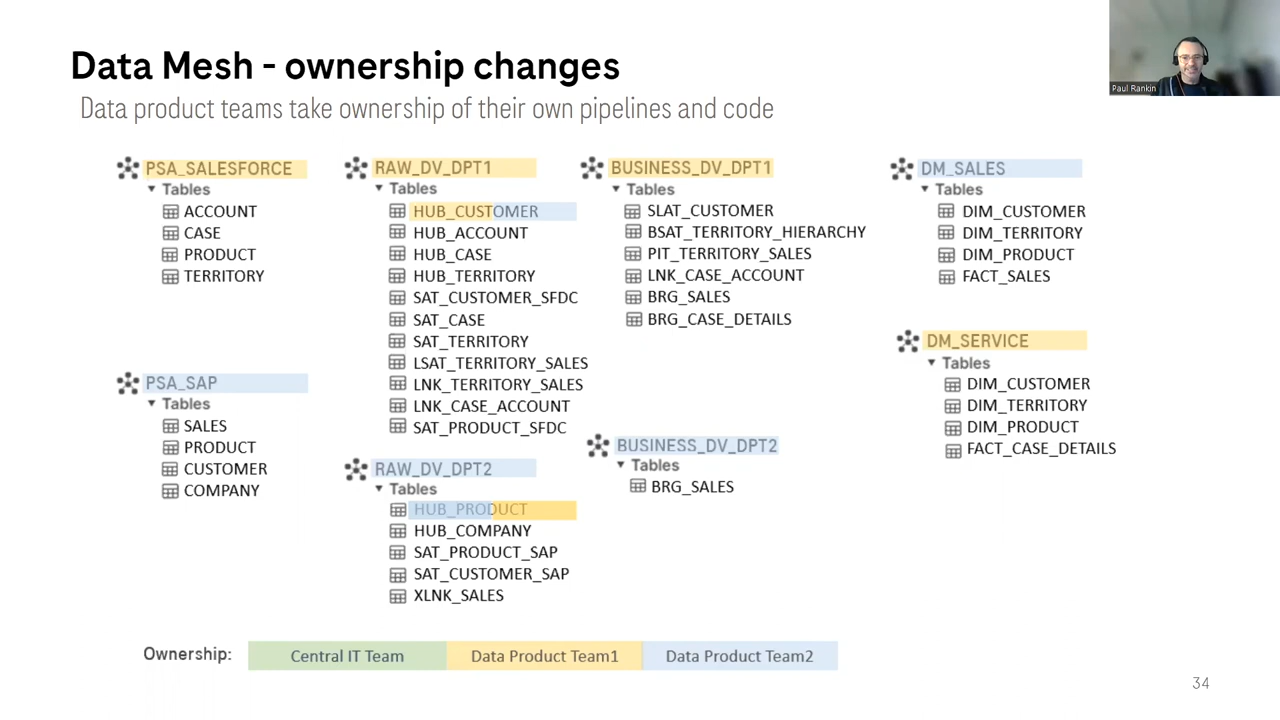 Data Mesh - ownership changes
Data product teams take ownership of their own pipelines and code
Paul Rankin
PSA_SALESFORCE
Tables
ACCOUNT
CASE
PRODUCT
TERRITORY
PSA_SAP
Tables
SALES
PRODUCT
CUSTOMER
COMPANY
RAW_DV_DPT1
Tables
HUB_CUSTOMER
HUB_ACCOUNT
HUB_CASE
HUB_TERRITORY
SAT_CUSTOMER_SFDC
SAT_CASE
SAT_TERRITORY
LSAT_TERRITORY_SALES
LNK_TERRITORY_SALES
LNK_CASE_ACCOUNT
SAT_PRODUCT_SFDC
RAW_DV_DPT2
Tables
HUB_PRODUCT
HUB_COMPANY
SAT_PRODUCT_SAP
SAT_CUSTOMER_SAP
XLNK_SALES
BUSINESS_DV_DPT1
Tables
SLAT_CUSTOMER
BSAT_TERRITORY_HIERARCHY
PIT_TERRITORY_SALES
LNK_CASE_ACCOUNT
BRG_SALES
BRG_CASE_DETAILS
BUSINESS_DV_DPT2
Tables
BRG_SALES
DM_SALES
Tables
DIM_CUSTOMER
DIM_TERRITORY
DIM_PRODUCT
FACT_SALES
DM_SERVICE
Tables
DIM_CUSTOMER
DIM_TERRITORY
DIM_PRODUCT
FACT_CASE_DETAILS
Ownership: Central IT Team Data Product Team1 Data Product Team2
34